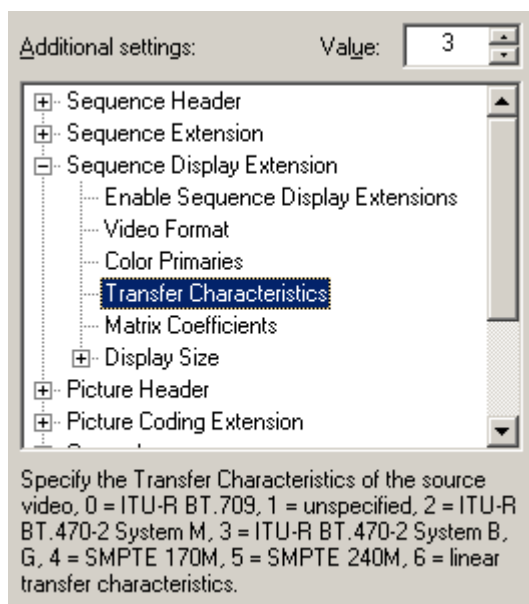 Additional settings: Value: 3
Sequence Header
Sequence Extension
Sequence Display Extension
Enable Sequence Display Extensions
Video Format
Color Primaries
Transfer Characteristics
Matrix Coefficients
Display Size
Picture Header
Picture Coding Extension
Specify the Transfer Characteristics of the source
video, 0 = ITU-R BT.709, 1 = unspecified, 2 = ITU-R
BT.470-2 System M, 3 = ITU-R BT.470-2 System B,
G, 4 = SMPTE 170M, 5 = SMPTE 240M, 6 = linear
transfer characteristics.